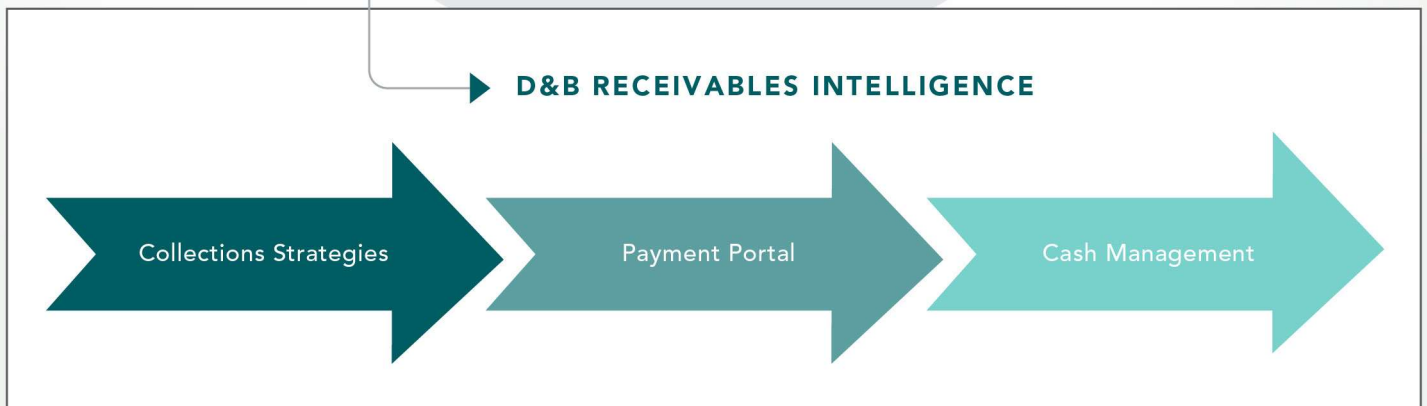 D&B RECEIVABLES INTELLIGENCE
Collections Strategies
Payment Portal
Cash Management